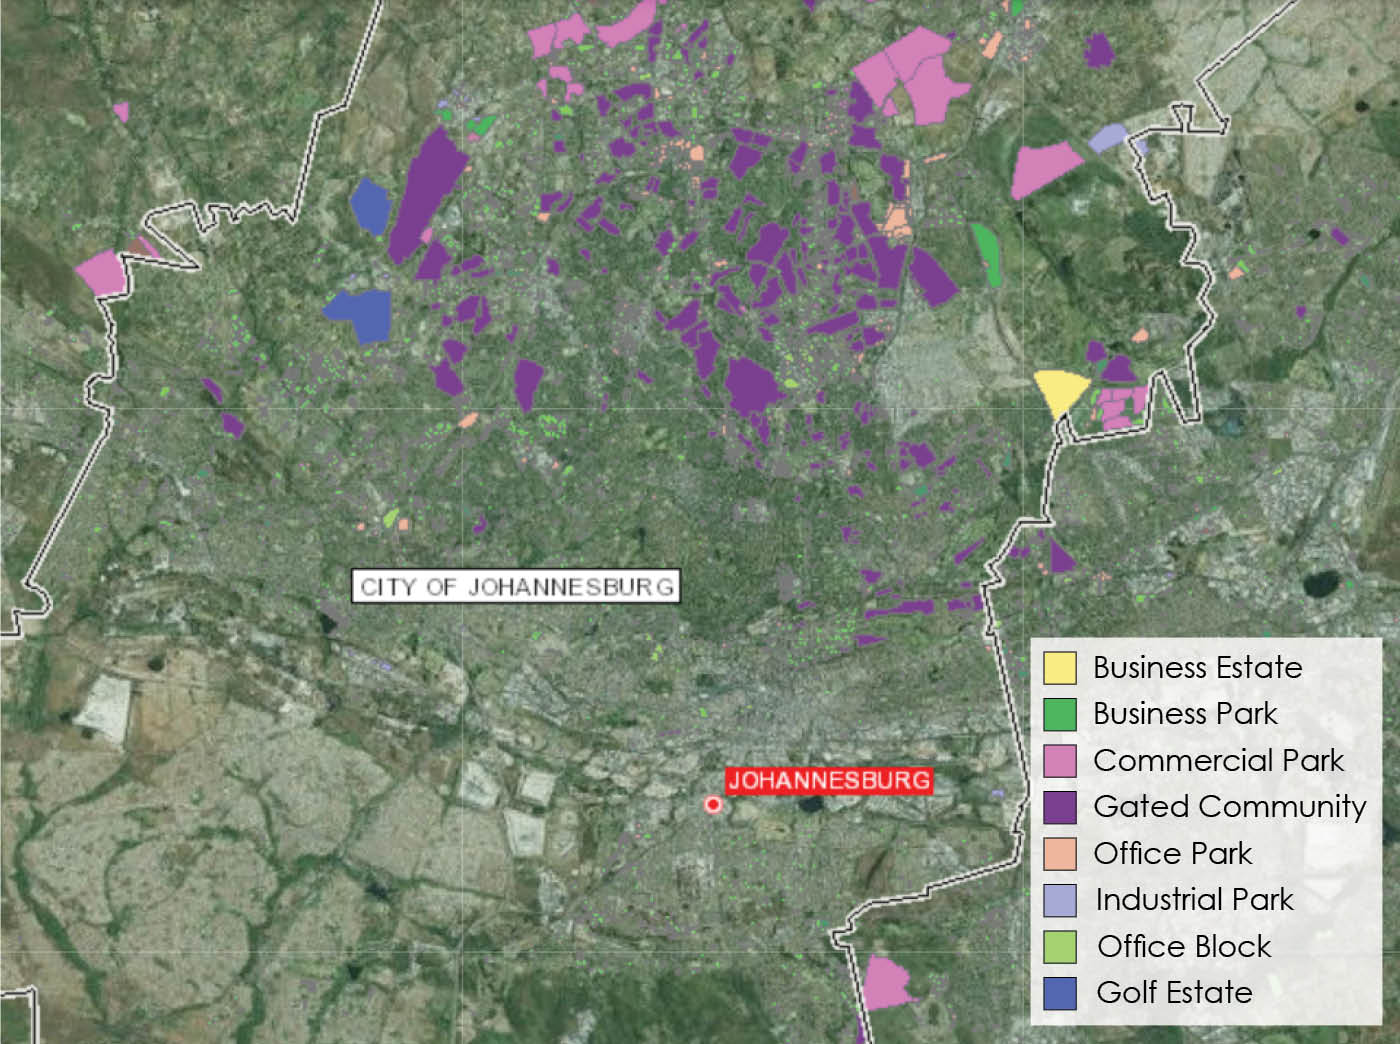 CITY OF JOHANNESBURG
JOHANNESBURG
Business Estate
Business Park
Commercial Park
Gated Community
Office Park
Industrial Park
Office Block
Golf Estate